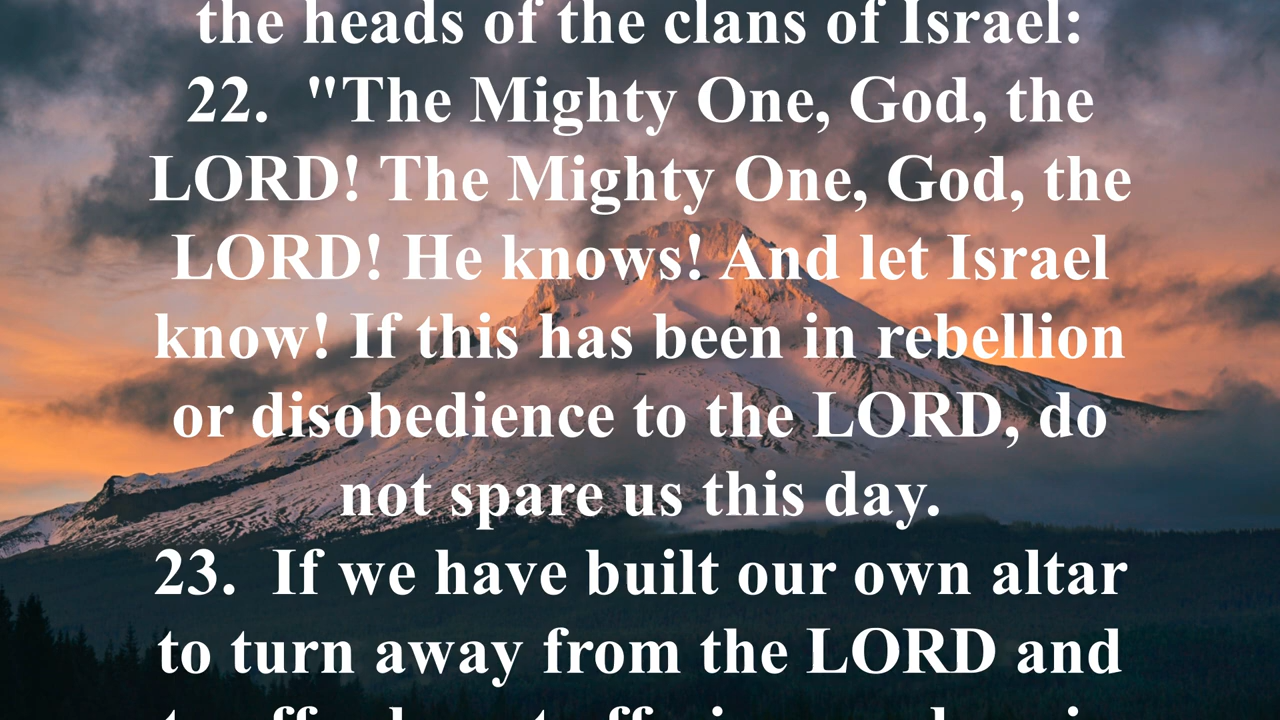 the heads of the clans of Israel:
22.  "The Mighty One, God, the
LORD! The Mighty One, God, the
LORD! He knows! And let Israel
know! If this has been in rebellion
or disobedience to the LORD, do
not spare us this day.
23.  If we have built our own altar
to turn away from the LORD and